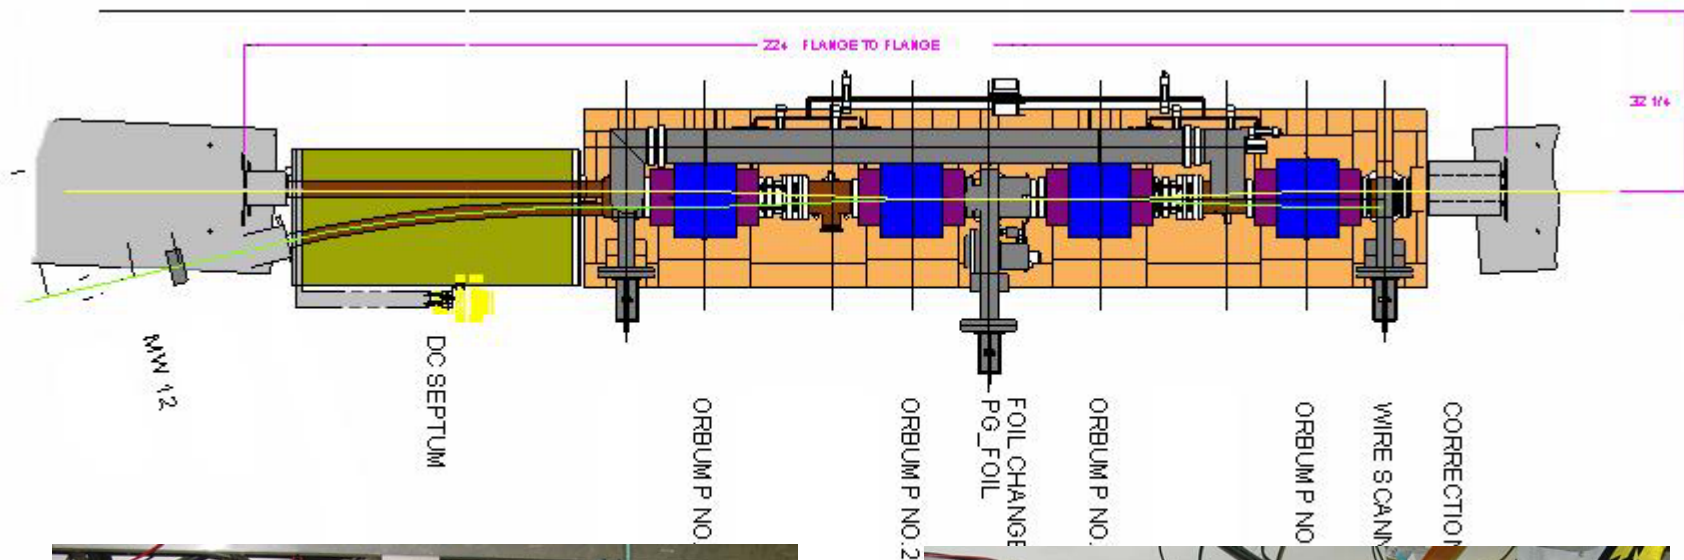 224 FLANGE TO FLANGE
32 1/4
MW 12
DC SEPTUM
ORBUMP NO.
ORBUMP NO.2
FOIL CHANGE
PG_FOIL
ORBUMP NO.
ORBUMP NO
WIRE SCANN
CORRECTION